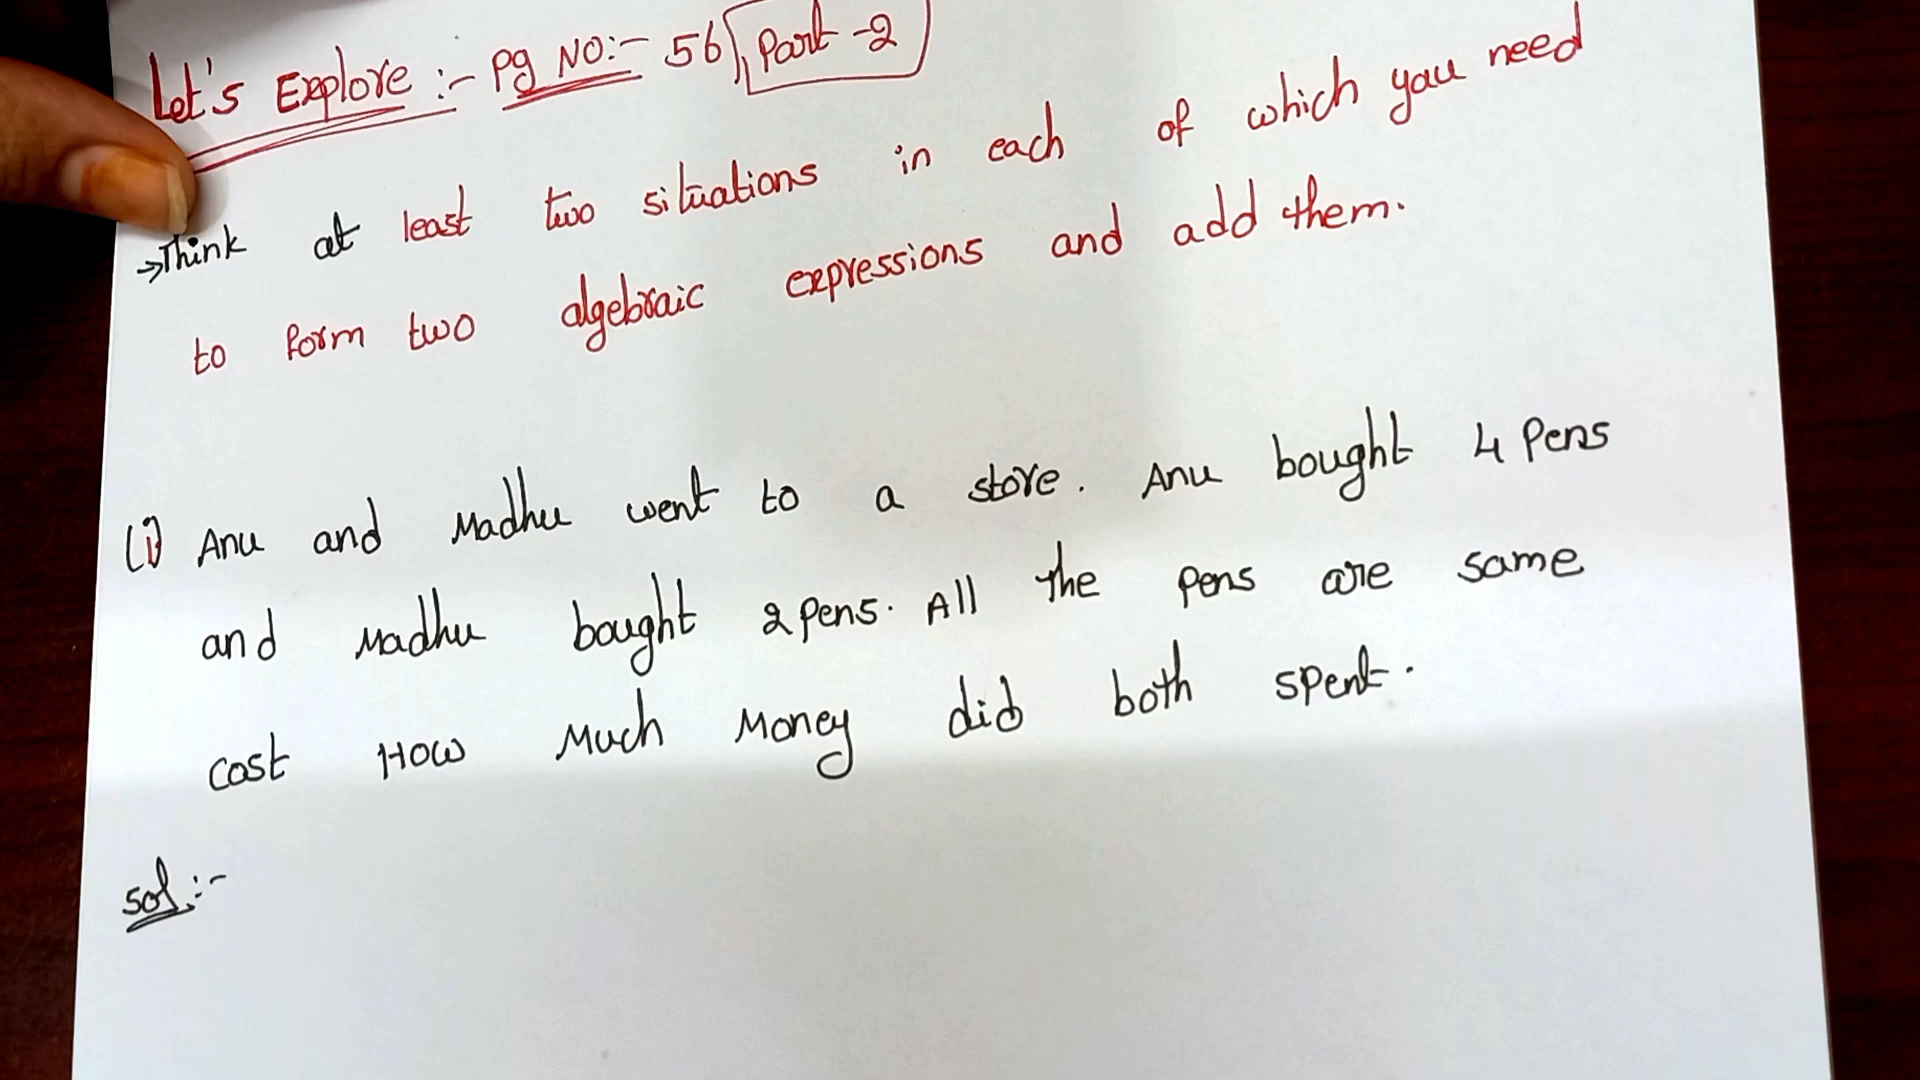 Let's Explore :- Pg NO:- 56), Part -2
→Think at least two situations in each of which you need
to form two algebraic expressions and add them.
(i) Anu and Madhu went to a store. Anu bought 4 Pens
and Madhu bought 2 pens. All the pens are same
cost How Much Money did both spent.
sol:-